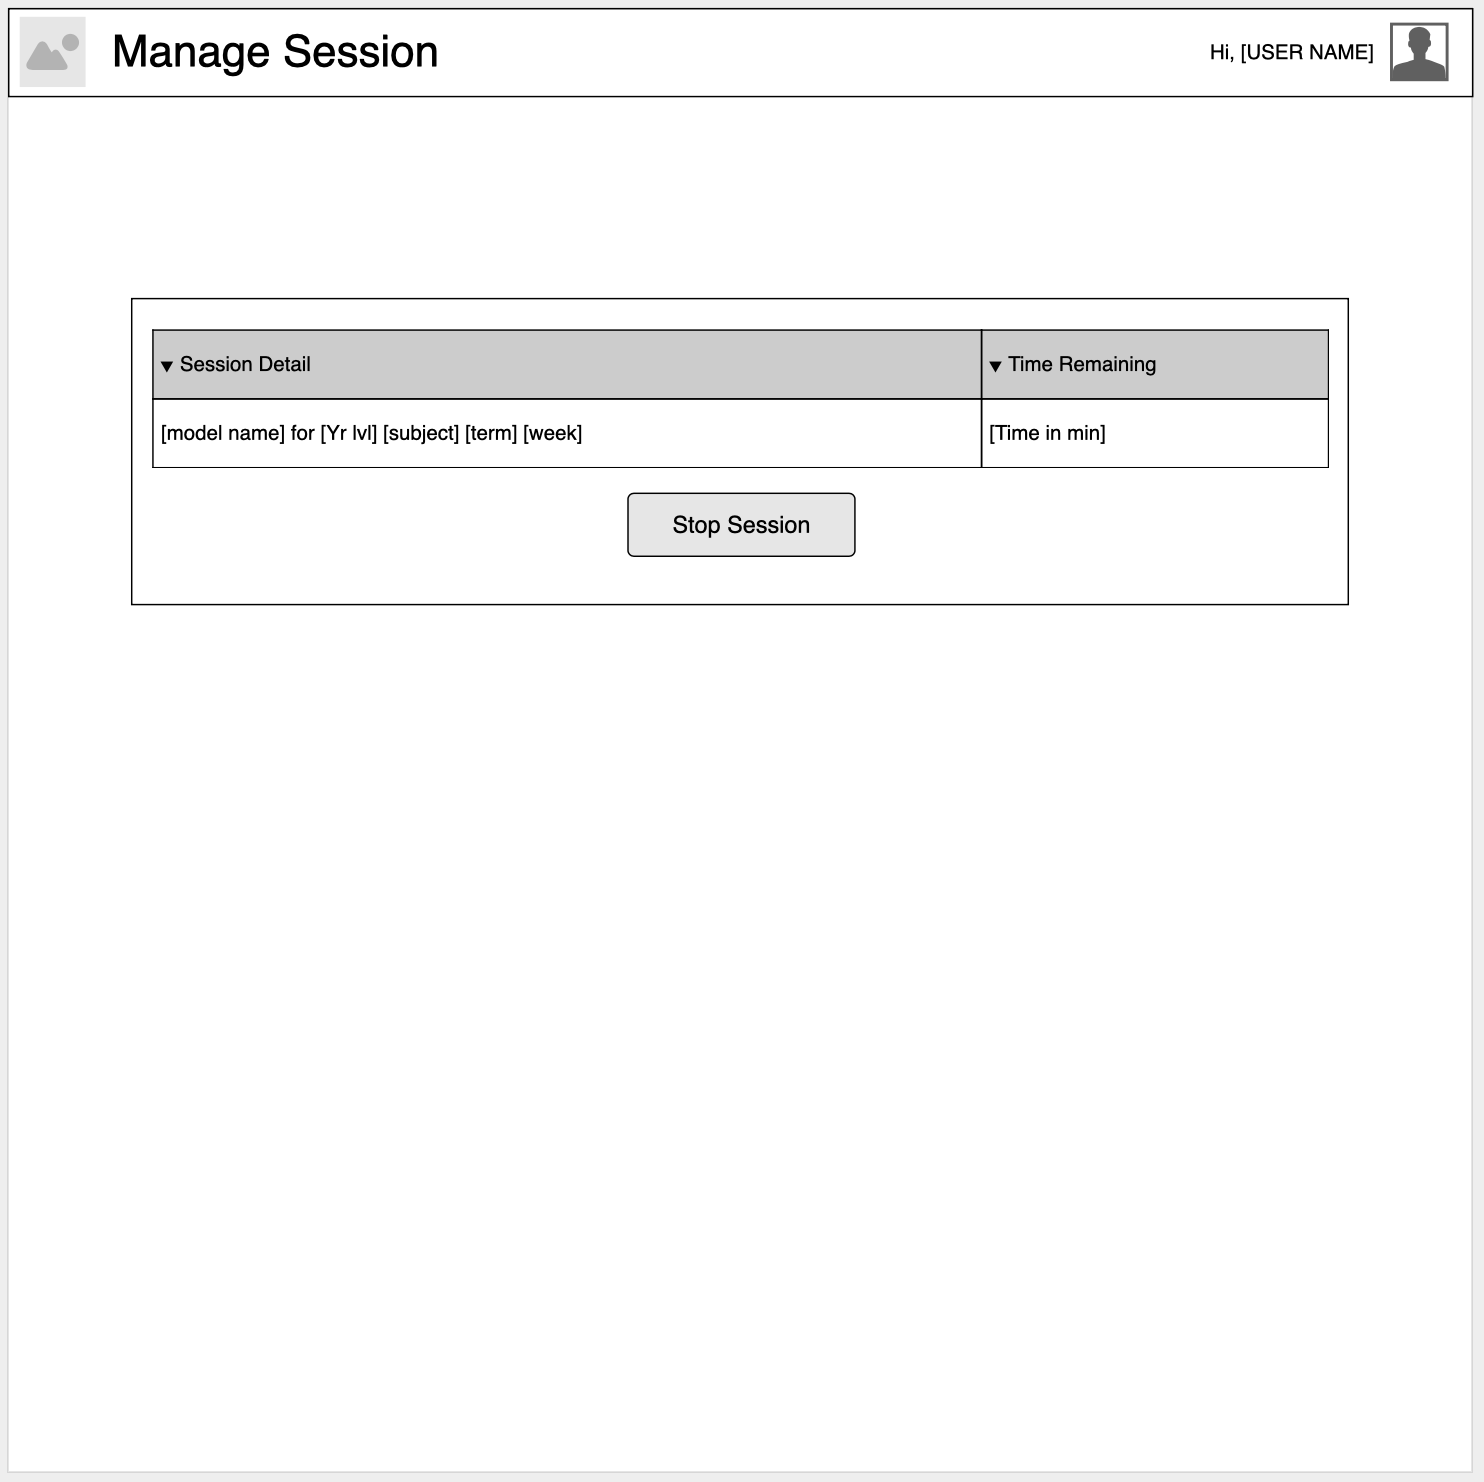 Manage Session
Hi, [USER NAME]
▼ Session Detail
▼ Time Remaining
[model name] for [Yr lvl] [subject] [term] [week]
[Time in min]
Stop Session